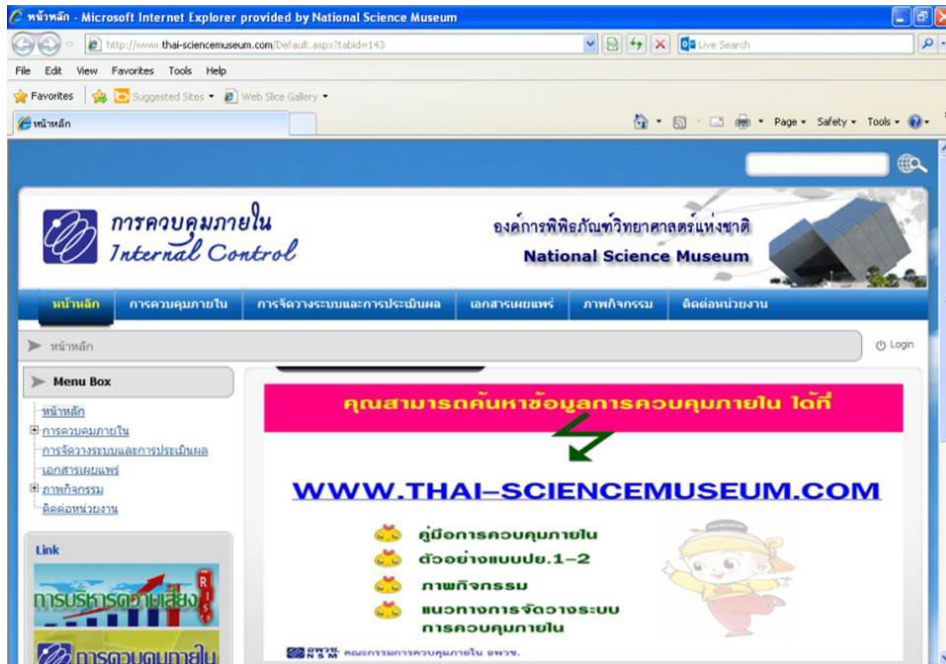 หน้าหลัก - Microsoft Internet Explorer provided by National Science Museum
http://www.thai-sciencemuseum.com/Default.aspx?tabid=143
Live Search
File Edit View Favorites Tools Help
Favorites Suggested Sites Web Slice Gallery
หน้าหลัก Page Safety Tools
การควบคุมภายใน
Internal Control
องค์การพิพิธภัณฑ์วิทยาศาสตร์แห่งชาติ
National Science Museum
หน้าหลัก การควบคุมภายใน การจัดวางระบบและการประเมินผล เอกสารเผยแพร่ ภาพกิจกรรม ติดต่อหน่วยงาน
หน้าหลัก Login
Menu Box
หน้าหลัก
การควบคุมภายใน
การจัดวางระบบและการประเมินผล
เอกสารเผยแพร่
ภาพกิจกรรม
ติดต่อหน่วยงาน
Link
การบริหารความเสี่ยง
RISK
การควบคุมภายใน
คุณสามารถค้นหาข้อมูลการควบคุมภายใน ได้ที่
WWW.THAI-SCIENCEMUSEUM.COM
คู่มือการควบคุมภายใน
ตัวอย่างแบบปย.1-2
ภาพกิจกรรม
แนวทางการจัดวางระบบ
การควบคุมภายใน
อพวช.
NSM
คณะกรรมการควบคุมภายใน อพวช.